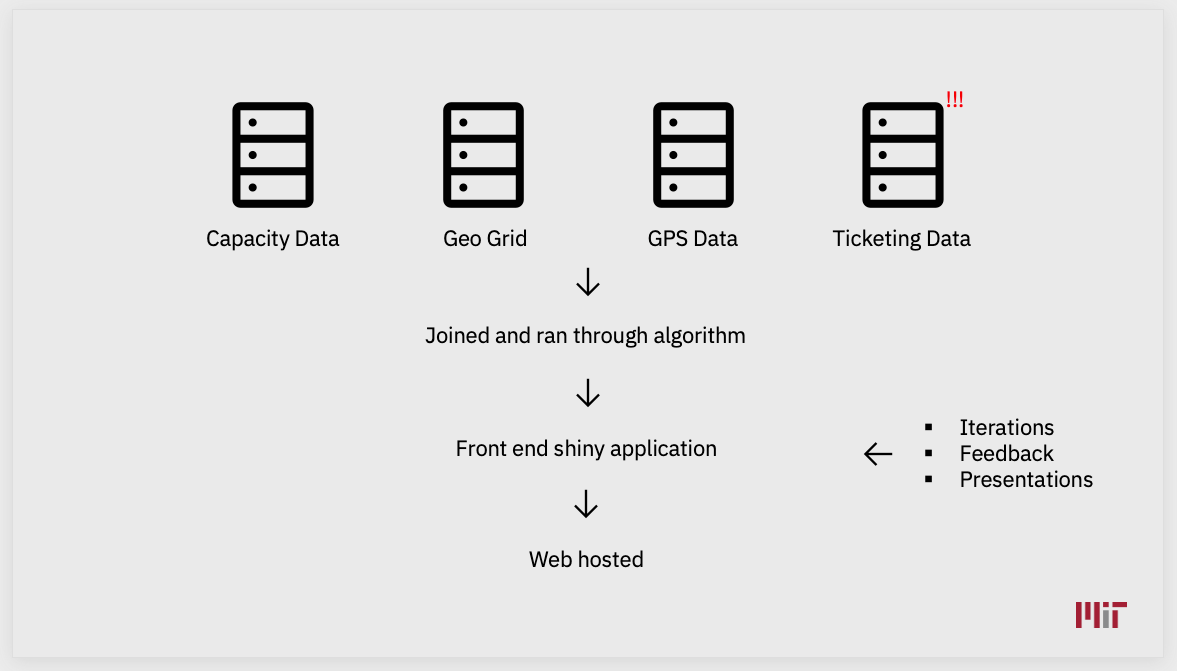 !!!
Capacity Data
Geo Grid
GPS Data
Ticketing Data
Joined and ran through algorithm
Front end shiny application
▪ Iterations
▪ Feedback
▪ Presentations
Web hosted
MIT